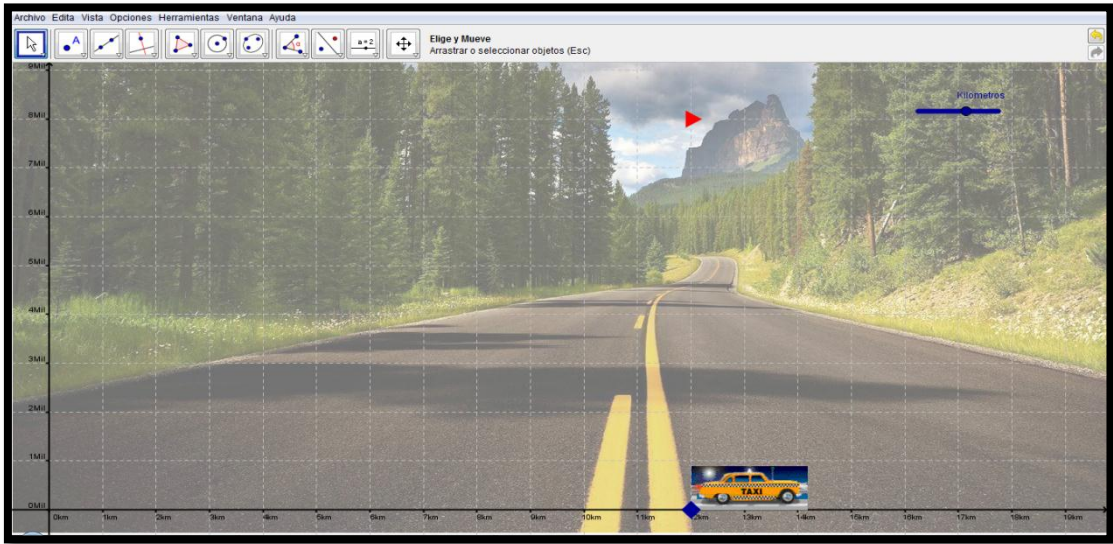 Archivo Edita Vista Opciones Herramientas Ventana Ayuda
A
a=2
Elige y Mueve
Arrastrar o seleccionar objetos (Esc)
9Mil
Kilometros
8Mil
7Mil
6Mil
5Mil
4Mil
3Mil
2Mil
1Mil
TAXI
0Mil
0km 1km 2km 3km 4km 5km 6km 7km 8km 9km 10km 11km 12km 13km 14km 15km 16km 17km 18km 19km